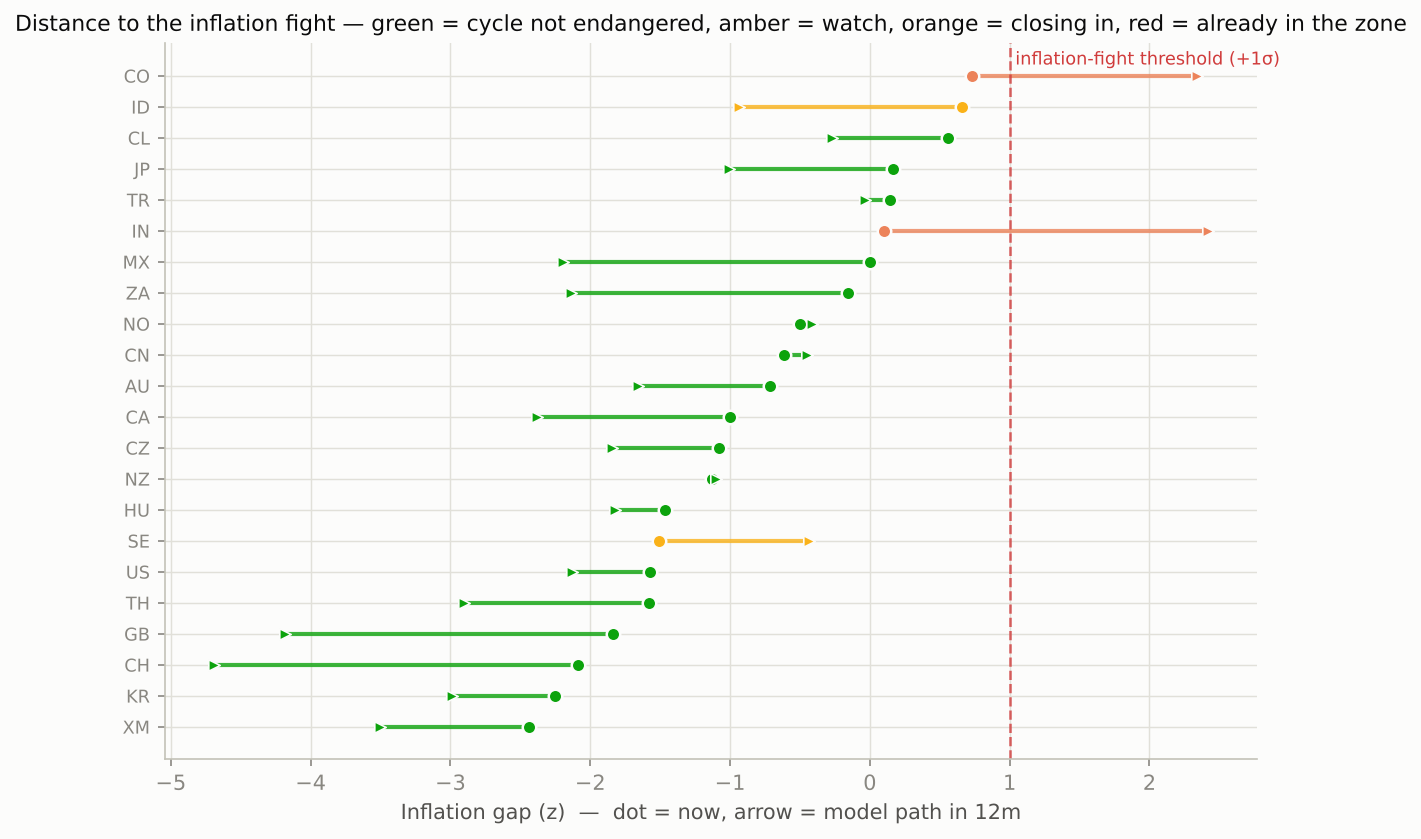 Distance to the inflation fight — green = cycle not endangered, amber = watch, orange = closing in, red = already in the zone
inflation-fight threshold (+1σ)
CO
ID
CL
JP
TR
IN
MX
ZA
NO
CN
AU
CA
CZ
NZ
HU
SE
US
TH
GB
CH
KR
XM
−5 −4 −3 −2 −1 0 1 2
Inflation gap (z) — dot = now, arrow = model path in 12m